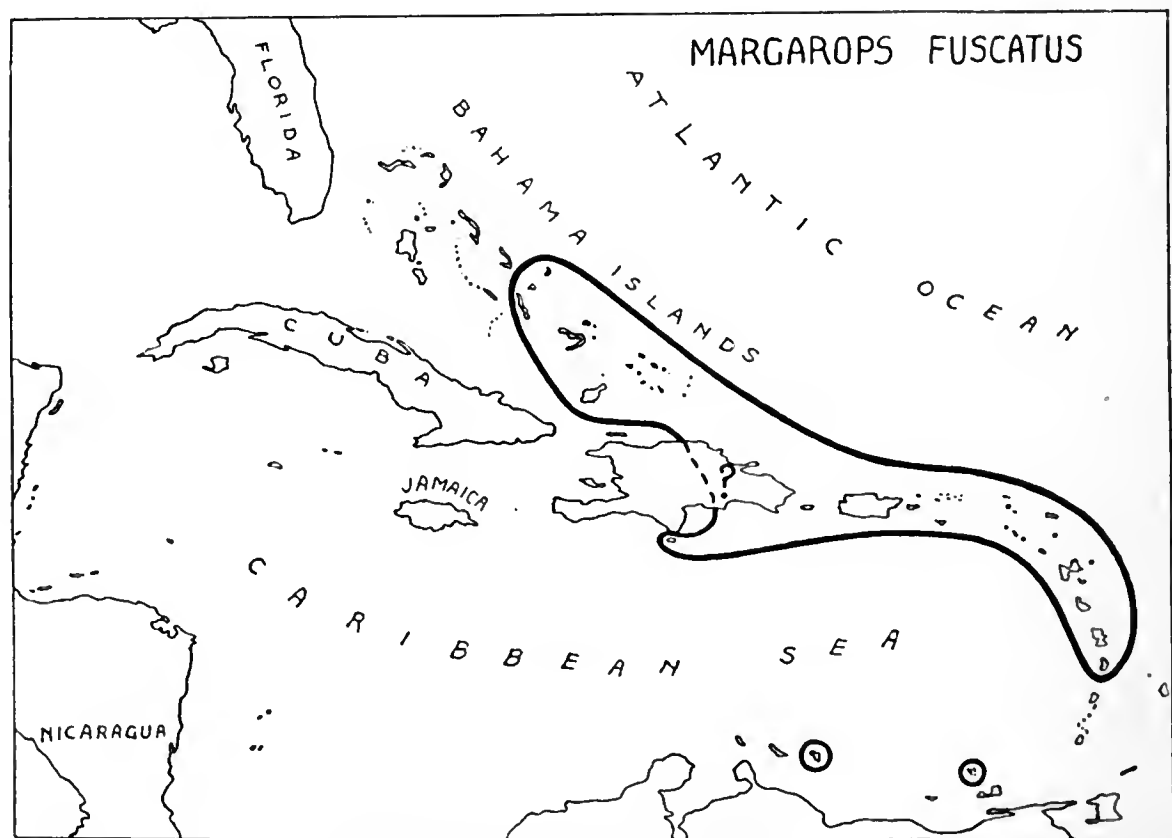 MARGAROPS FUSCATUS
FLORIDA
ATLANTIC OCEAN
BAHAMA ISLANDS
CUBA
JAMAICA
?
CARIBBEAN SEA
NICARAGUA